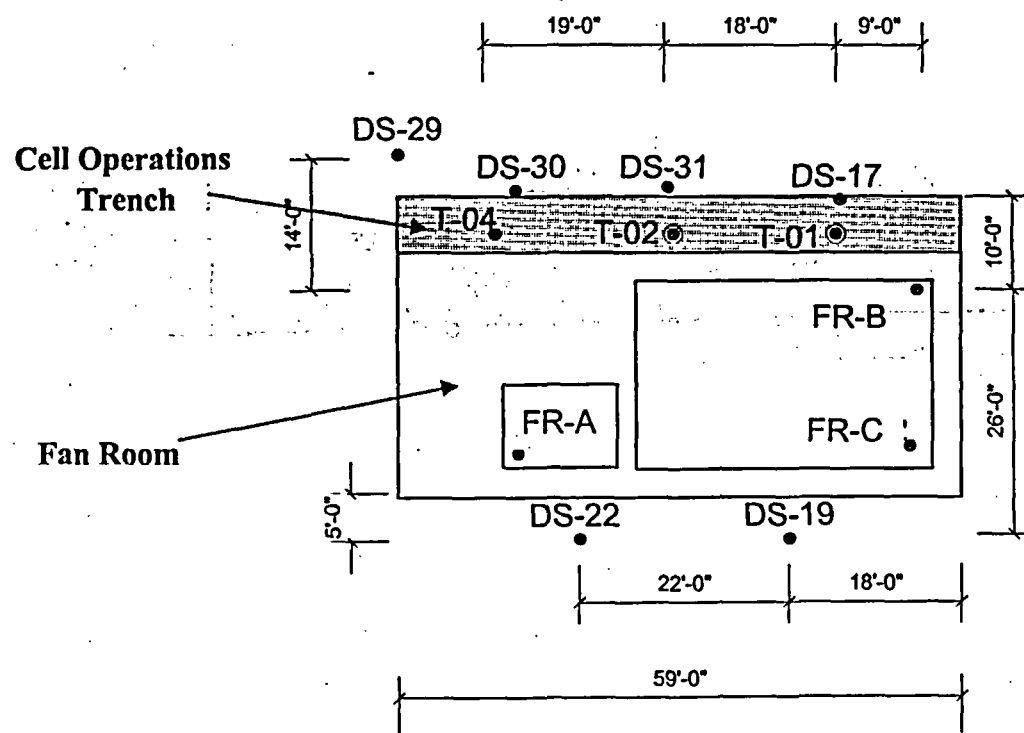 19'-0"
18'-0"
9'-0"
DS-29
Cell Operations
Trench
DS-30
DS-31
DS-17
T-04
T-02
T-01
14'-0"
10'-0"
FR-B
FR-A
FR-C
26'-0"
Fan Room
5'-0"
DS-22
DS-19
22'-0"
18'-0"
59'-0"